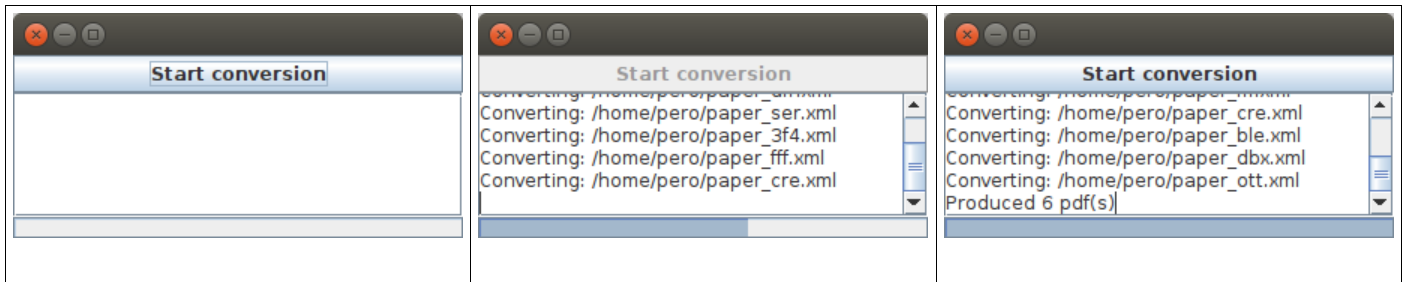 Start conversion
Start conversion
Converting: /home/pero/paper_ser.xml
Converting: /home/pero/paper_3f4.xml
Converting: /home/pero/paper_fff.xml
Converting: /home/pero/paper_cre.xml
Start conversion
Converting: /home/pero/paper_cre.xml
Converting: /home/pero/paper_ble.xml
Converting: /home/pero/paper_dbx.xml
Converting: /home/pero/paper_ott.xml
Produced 6 pdf(s)